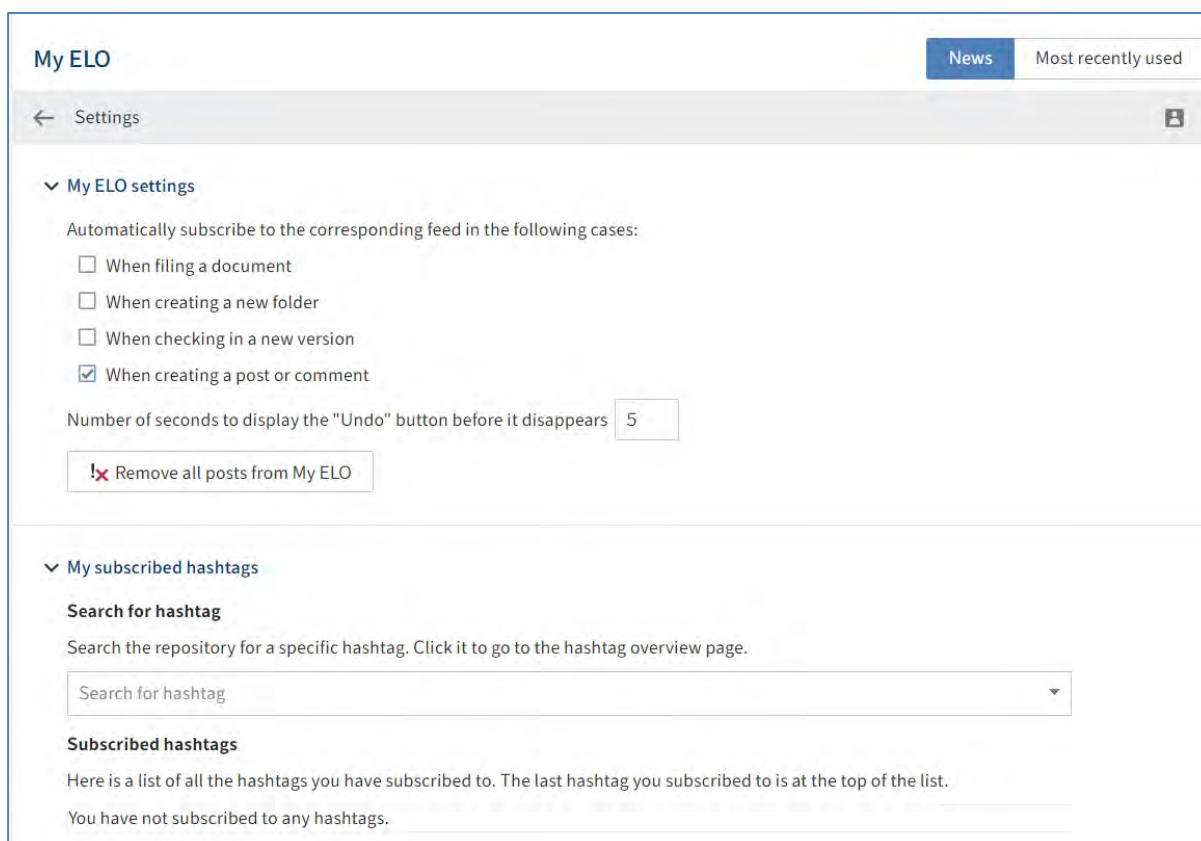 My ELO
News
Most recently used
Settings
My ELO settings
Automatically subscribe to the corresponding feed in the following cases:
When filing a document
When creating a new folder
When checking in a new version
When creating a post or comment
Number of seconds to display the "Undo" button before it disappears 5
Remove all posts from My ELO
My subscribed hashtags
Search for hashtag
Search the repository for a specific hashtag. Click it to go to the hashtag overview page.
Search for hashtag
Subscribed hashtags
Here is a list of all the hashtags you have subscribed to. The last hashtag you subscribed to is at the top of the list.
You have not subscribed to any hashtags.